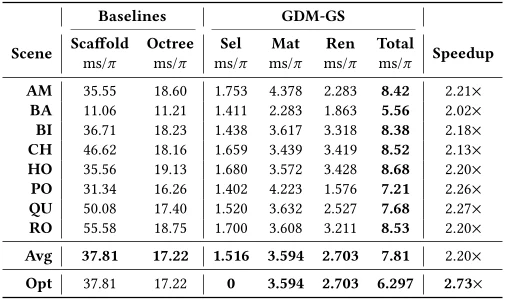 Baselines GDM-GS
Scene Scaffold Octree Sel Mat Ren Total Speedup
ms/π ms/π ms/π ms/π ms/π ms/π
AM 35.55 18.60 1.753 4.378 2.283 8.42 2.21×
BA 11.06 11.21 1.411 2.283 1.863 5.56 2.02×
BI 36.71 18.23 1.438 3.617 3.318 8.38 2.18×
CH 46.62 18.16 1.659 3.439 3.419 8.52 2.13×
HO 35.56 19.13 1.680 3.572 3.428 8.68 2.20×
PO 31.34 16.26 1.402 4.223 1.576 7.21 2.26×
QU 50.08 17.40 1.520 3.632 2.527 7.68 2.27×
RO 55.58 18.75 1.700 3.608 3.211 8.53 2.20×
Avg 37.81 17.22 1.516 3.594 2.703 7.81 2.20×
Opt 37.81 17.22 0 3.594 2.703 6.297 2.73×